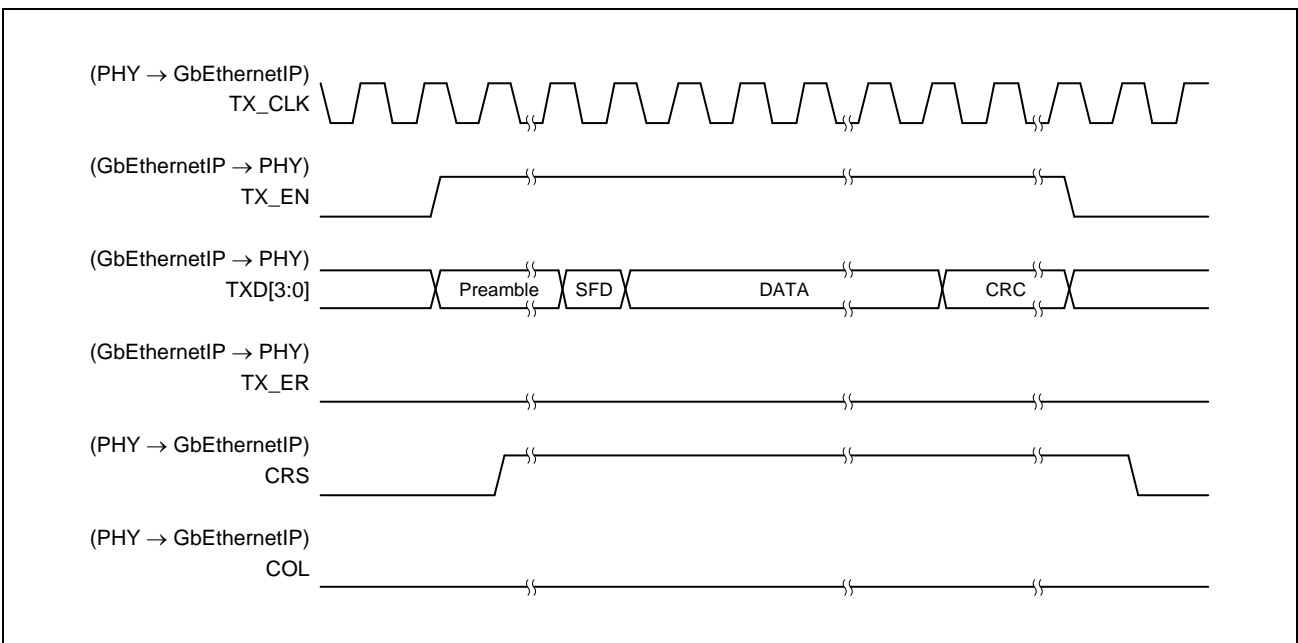 (PHY → GbEthernetIP)
TX_CLK
(GbEthernetIP → PHY)
TX_EN
(GbEthernetIP → PHY)
TXD[3:0]
Preamble SFD DATA CRC
(GbEthernetIP → PHY)
TX_ER
(PHY → GbEthernetIP)
CRS
(PHY → GbEthernetIP)
COL